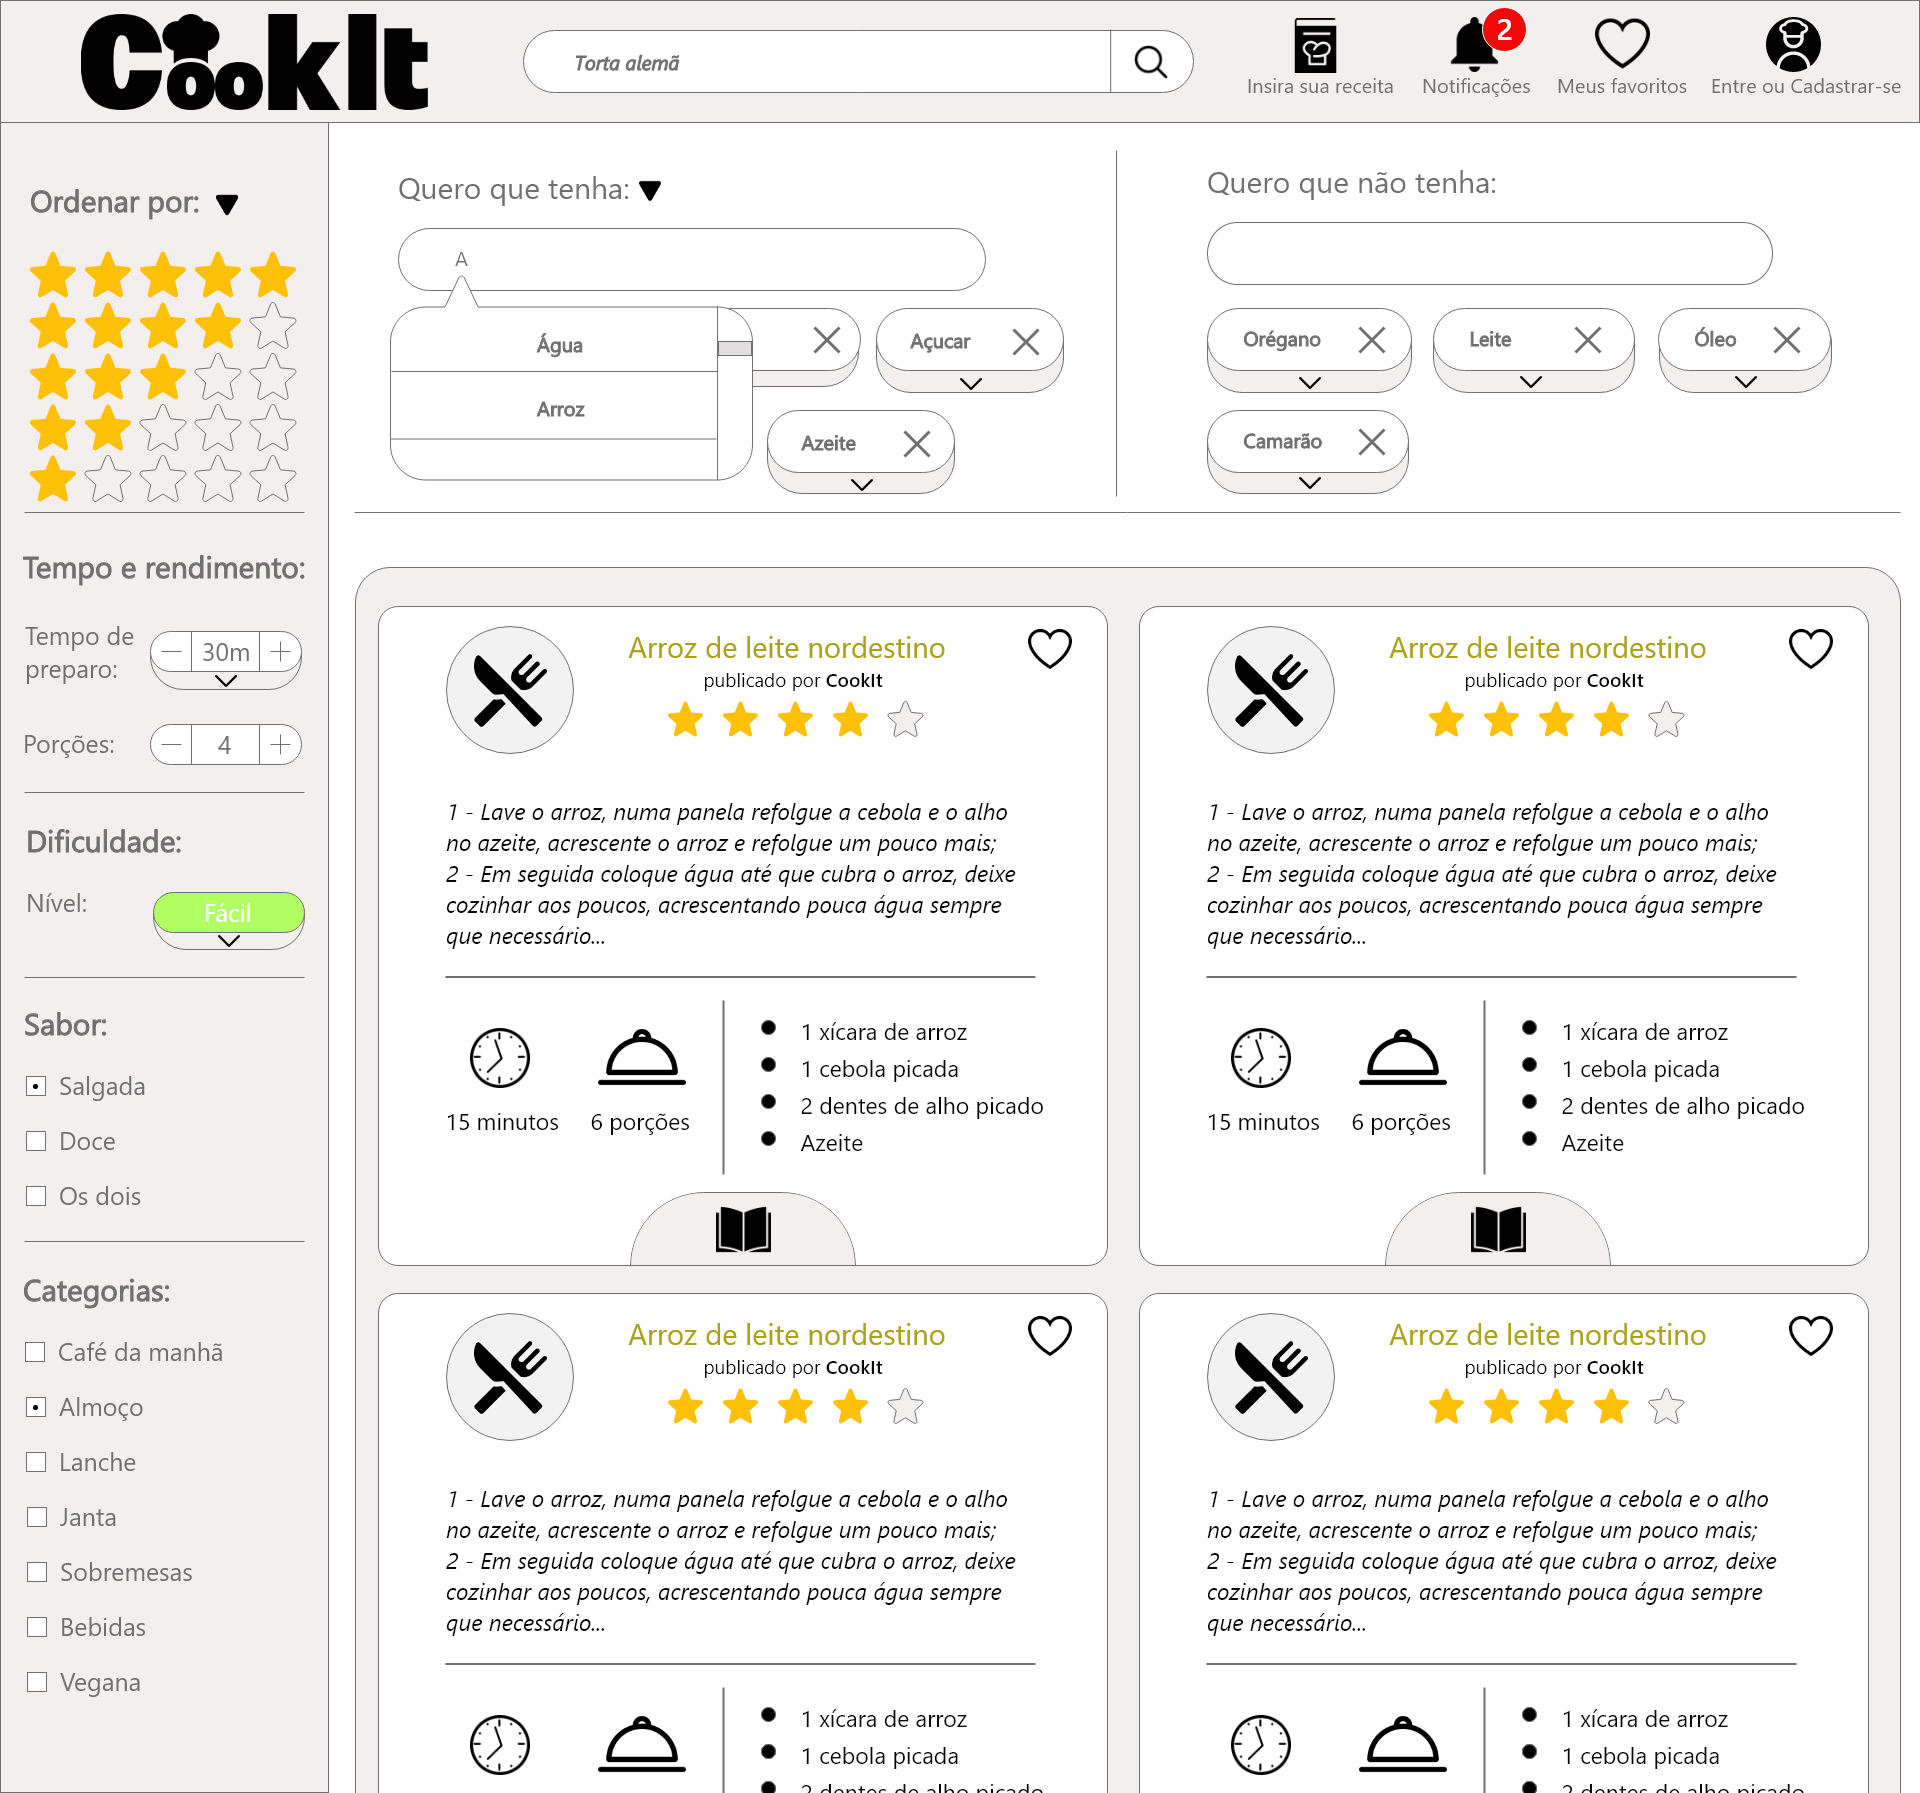 CookIt
Torta alemã
2
Insira sua receita
Notificações
Meus favoritos
Entre ou Cadastrar-se
Ordenar por:
Tempo e rendimento:
Tempo de
preparo:
30m
Porções:
4
Dificuldade:
Nível:
Fácil
Sabor:
Salgada
Doce
Os dois
Categorias:
Café da manhã
Almoço
Lanche
Janta
Sobremesas
Bebidas
Vegana
Quero que tenha:
A
Água
Arroz
Açucar
Azeite
Quero que não tenha:
Orégano
Leite
Óleo
Camarão
Arroz de leite nordestino
publicado por CookIt
1 - Lave o arroz, numa panela refolgue a cebola e o alho
no azeite, acrescente o arroz e refolgue um pouco mais;
2 - Em seguida coloque água até que cubra o arroz, deixe
cozinhar aos poucos, acrescentando pouca água sempre
que necessário...
15 minutos
6 porções
1 xícara de arroz
1 cebola picada
2 dentes de alho picado
Azeite
Arroz de leite nordestino
publicado por CookIt
1 - Lave o arroz, numa panela refolgue a cebola e o alho
no azeite, acrescente o arroz e refolgue um pouco mais;
2 - Em seguida coloque água até que cubra o arroz, deixe
cozinhar aos poucos, acrescentando pouca água sempre
que necessário...
15 minutos
6 porções
1 xícara de arroz
1 cebola picada
2 dentes de alho picado
Azeite
Arroz de leite nordestino
publicado por CookIt
1 - Lave o arroz, numa panela refolgue a cebola e o alho
no azeite, acrescente o arroz e refolgue um pouco mais;
2 - Em seguida coloque água até que cubra o arroz, deixe
cozinhar aos poucos, acrescentando pouca água sempre
que necessário...
1 xícara de arroz
1 cebola picada
2 dentes de alho picado
Arroz de leite nordestino
publicado por CookIt
1 - Lave o arroz, numa panela refolgue a cebola e o alho
no azeite, acrescente o arroz e refolgue um pouco mais;
2 - Em seguida coloque água até que cubra o arroz, deixe
cozinhar aos poucos, acrescentando pouca água sempre
que necessário...
1 xícara de arroz
1 cebola picada
2 dentes de alho picado